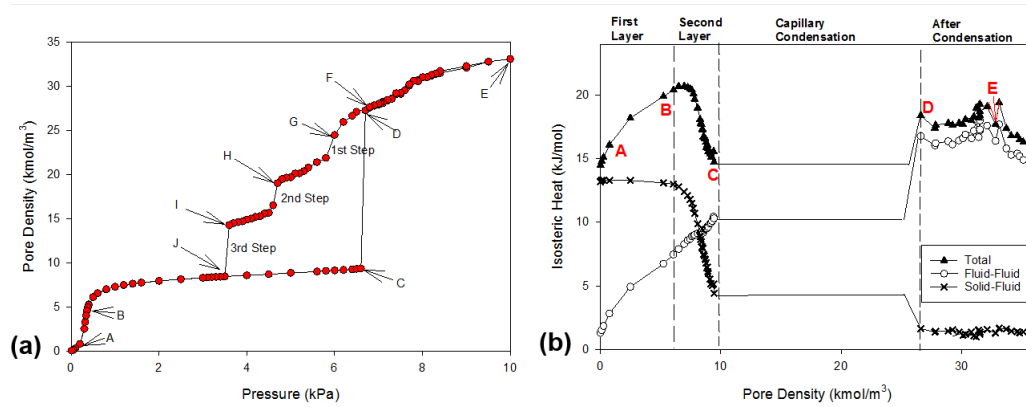 35
30
25
20
15
10
5
0
Pore Density (kmol/m³)
F
G
D
E
1st Step
H
2nd Step
I
3rd Step
J
C
B
A
(a)
0
2
4
6
8
10
Pressure (kPa)
First
Layer
Second
Layer
Capillary
Condensation
After
Condensation
20
15
10
5
0
Isosteric Heat (kJ/mol)
A
B
C
D
E
Total
Fluid-Fluid
Solid-Fluid
(b)
0
10
20
30
Pore Density (kmol/m³)